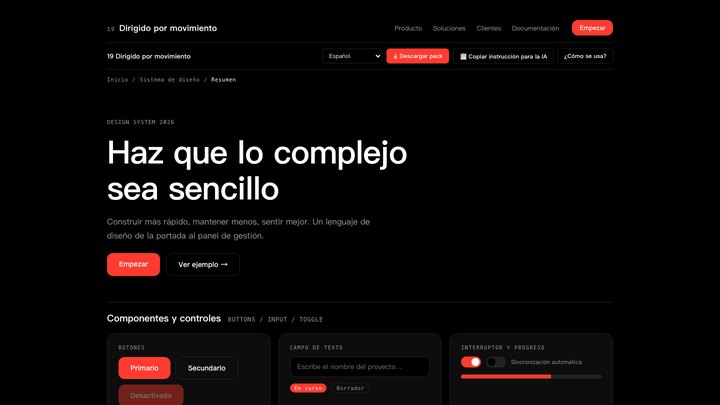 19 Dirigido por movimiento
Producto Soluciones Clientes Documentación Empezar
19 Dirigido por movimiento
Español Descargar pack Copiar instrucción para la IA ¿Cómo se usa?
Inicio / Sistema de diseño / Resumen
DESIGN SYSTEM 2026
Haz que lo complejo
sea sencillo
Construir más rápido, mantener menos, sentir mejor. Un lenguaje de
diseño de la portada al panel de gestión.
Empezar Ver ejemplo →
Componentes y controles BUTTONS / INPUT / TOGGLE
BOTONES
Primario Secundario
Desactivado
CAMPO DE TEXTO
Escribe el nombre del proyecto…
En curso Borrador
INTERRUPTOR Y PROGRESO
Sincronización automática